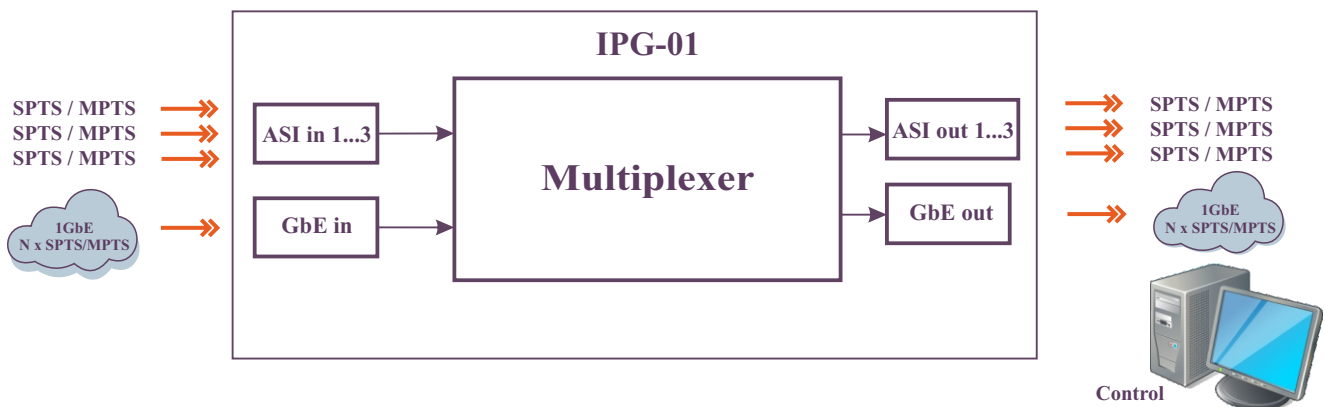 IPG-01
SPTS / MPTS
SPTS / MPTS
SPTS / MPTS
1GbE
N x SPTS/MPTS
ASI in 1...3
GbE in
Multiplexer
ASI out 1...3
GbE out
SPTS / MPTS
SPTS / MPTS
SPTS / MPTS
1GbE
N x SPTS/MPTS
Control